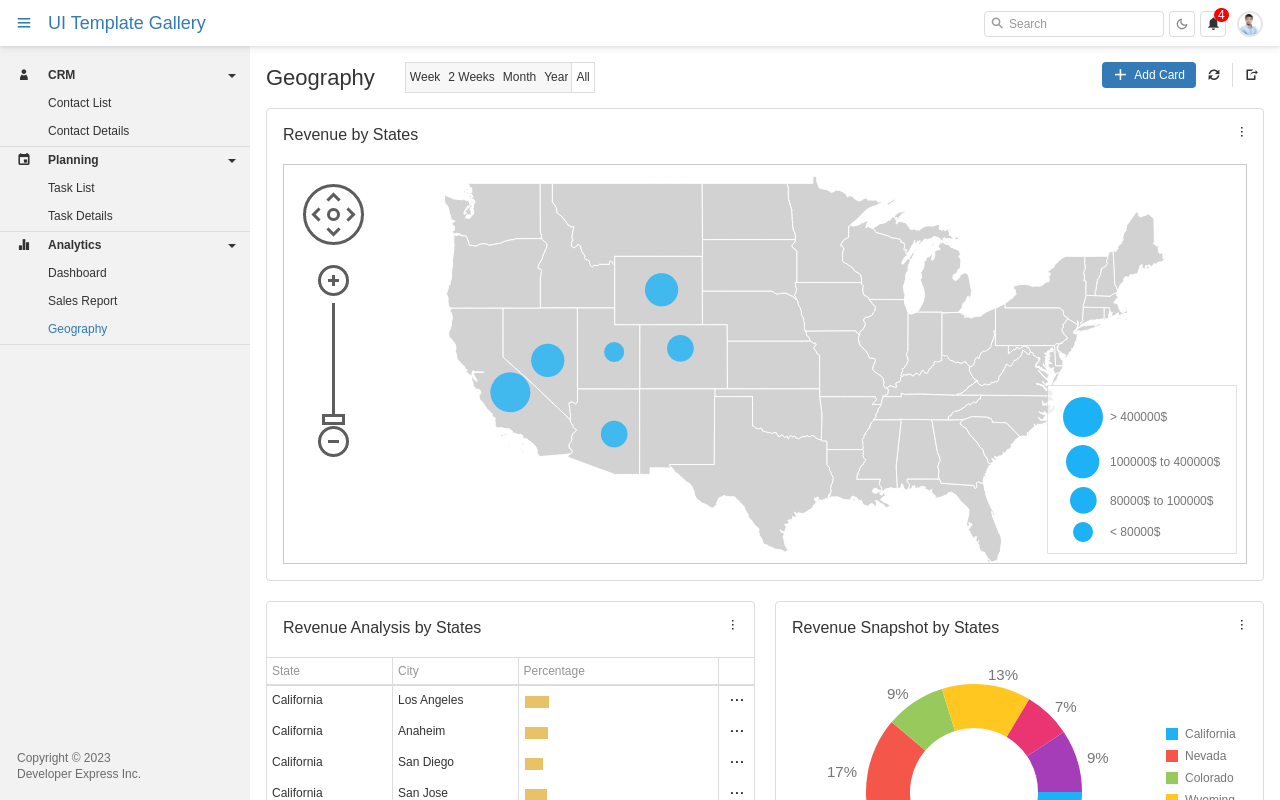 UI Template Gallery
Search
4
CRM
Contact List
Contact Details
Planning
Task List
Task Details
Analytics
Dashboard
Sales Report
Geography
Copyright © 2023
Developer Express Inc.
Geography
Week 2 Weeks Month Year All
Add Card
Revenue by States
> 400000$
100000$ to 400000$
80000$ to 100000$
< 80000$
Revenue Analysis by States
State City Percentage
California Los Angeles
California Anaheim
California San Diego
California San Jose
Revenue Snapshot by States
13%
9%
7%
17%
9%
California
Nevada
Colorado
Wyoming